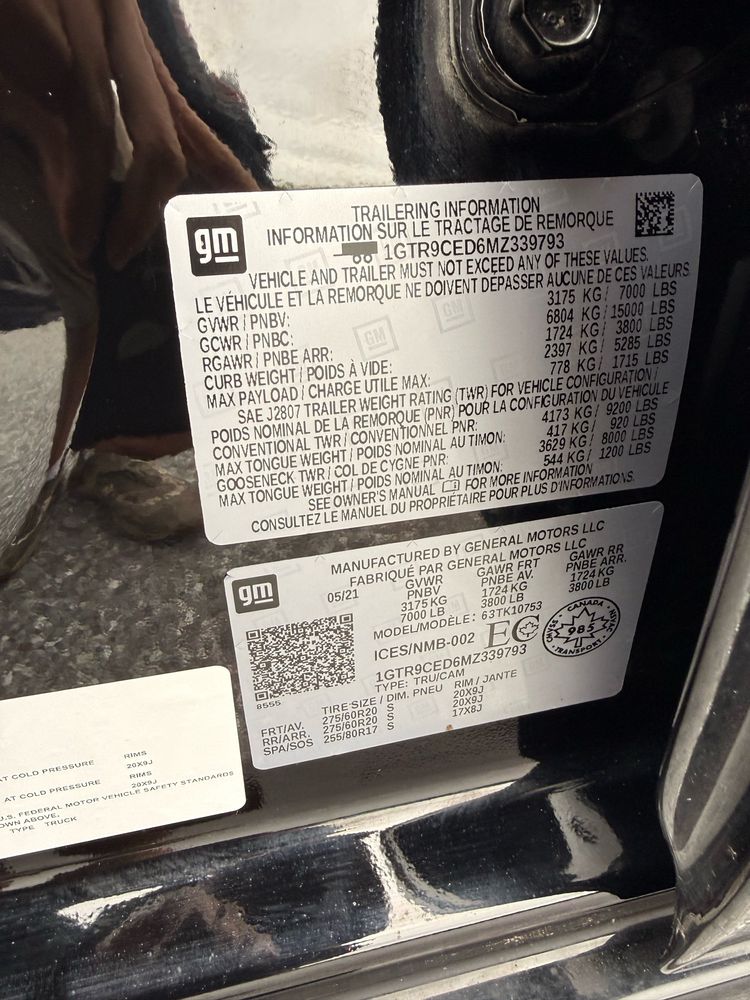 gm
TRAILERING INFORMATION
INFORMATION SUR LE TRACTAGE DE REMORQUE
1GTR9CED6MZ339793
VEHICLE AND TRAILER MUST NOT EXCEED ANY OF THESE VALUES.
LE VÉHICULE ET LA REMORQUE NE DOIVENT DÉPASSER AUCUNE DE CES VALEURS.
GVWR / PNBV: 3175 KG / 7000 LBS
GCWR / PNBC: 6804 KG / 15000 LBS
RGAWR / PNBE ARR: 1724 KG / 3800 LBS
CURB WEIGHT / POIDS À VIDE: 2397 KG / 5285 LBS
MAX PAYLOAD / CHARGE UTILE MAX: 778 KG / 1715 LBS
SAE J2807 TRAILER WEIGHT RATING (TWR) FOR VEHICLE CONFIGURATION /
POIDS NOMINAL DE LA REMORQUE (PNR) POUR LA CONFIGURATION DU VÉHICULE
CONVENTIONAL TWR / CONVENTIONNEL PNR: 4173 KG / 9200 LBS
MAX TONGUE WEIGHT / POIDS NOMINAL AU TIMON: 417 KG / 920 LBS
GOOSENECK TWR / COL DE CYGNE PNR: 3629 KG / 8000 LBS
MAX TONGUE WEIGHT / POIDS NOMINAL AU TIMON: 544 KG / 1200 LBS
SEE OWNER'S MANUAL FOR MORE INFORMATION
CONSULTEZ LE MANUEL DU PROPRIÉTAIRE POUR PLUS D'INFORMATIONS.
gm
MANUFACTURED BY GENERAL MOTORS LLC
FABRIQUÉ PAR GENERAL MOTORS LLC
05/21 GVWR GAWR FRT GAWR RR
PNBV PNBE AV. PNBE ARR.
3175 KG 1724 KG 1724 KG
7000 LB 3800 LB 3800 LB
MODEL/MODÈLE: 63TK10753
ICES/NMB-002 EC
CANADA
985
TRANSPORT
1GTR9CED6MZ339793
TYPE: TRU/CAM
8555
TIRE SIZE / DIM. PNEU RIM / JANTE
FRT/AV. 275/60R20 S 20X9J
RR/ARR. 275/60R20 S 20X9J
SPA/SOS 255/80R17 S 17X8J
AT COLD PRESSURE RIMS
20X9J
AT COLD PRESSURE RIMS
20X9J
U.S. FEDERAL MOTOR VEHICLE SAFETY STANDARDS
OWN ABOVE.
TYPE TRUCK